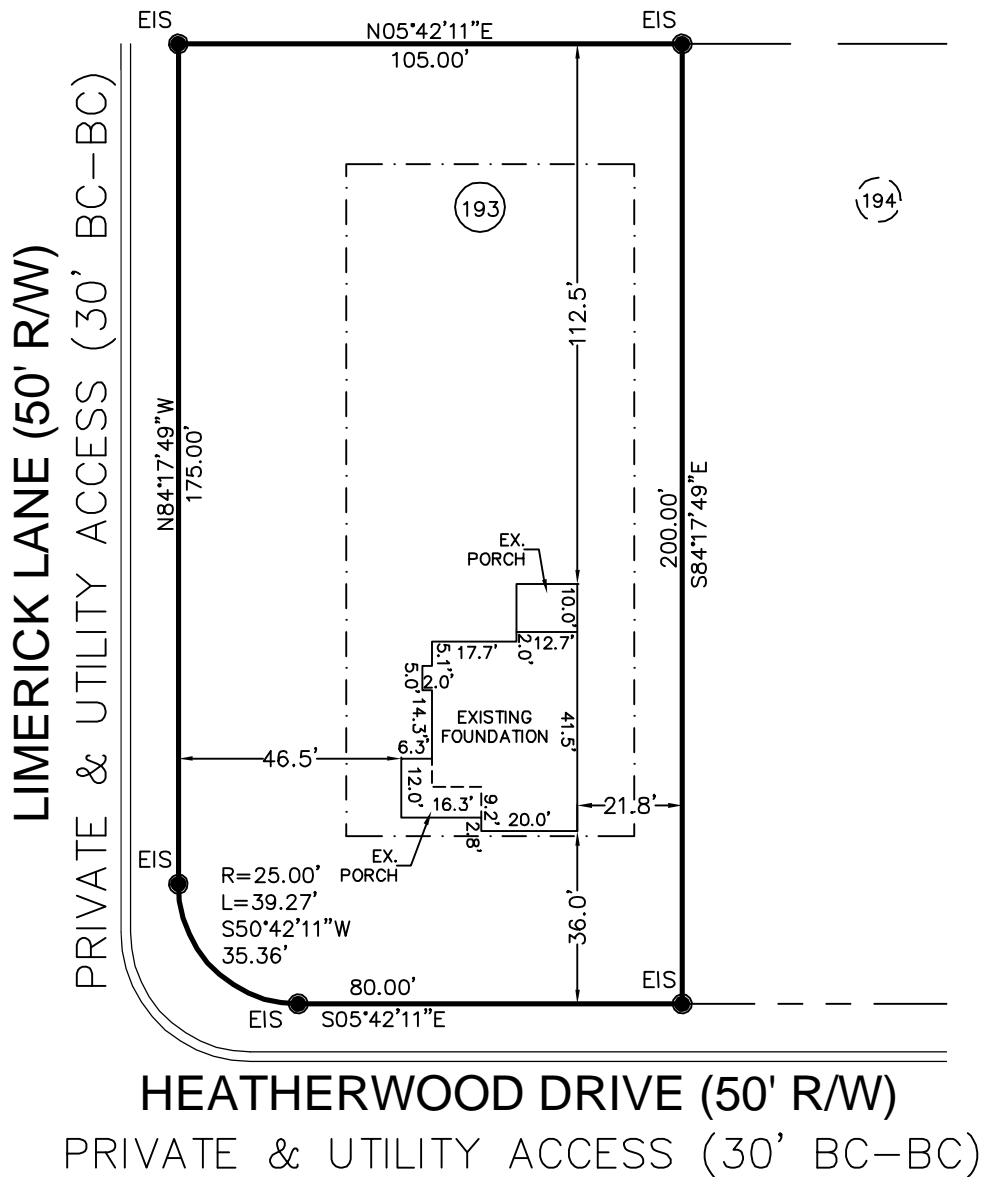 EIS
N05°42'11"E
EIS
105.00'
193
194
LIMERICK LANE (50' R/W)
PRIVATE & UTILITY ACCESS (30' BC-BC)
112.5'
N84°17'49"W
175.00'
200.00'
S84°17'49"E
EX.
PORCH
10.0'
12.7'
2.0'
17.7'
5.1'
5.0'
2.0'
14.3'
EXISTING
FOUNDATION
41.5'
6.3'
46.5'
12.0'
16.3'
9.2'
20.0'
2.8'
21.8'
EX.
PORCH
EIS
R=25.00'
L=39.27'
S50°42'11"W
35.36'
36.0'
80.00'
EIS
EIS
S05°42'11"E
HEATHERWOOD DRIVE (50' R/W)
PRIVATE & UTILITY ACCESS (30' BC-BC)